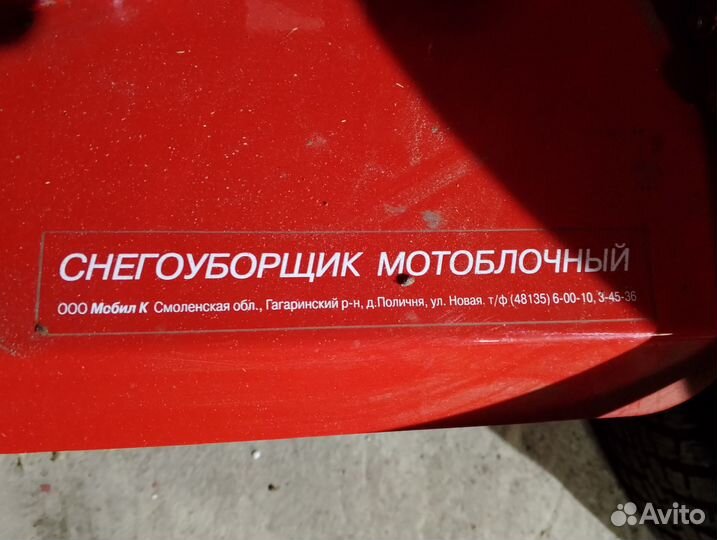 СНЕГОУБОРЩИК МОТОБЛОЧНЫЙ
ООО Мобил К Смоленская обл., Гагаринский р-н, д.Поличня, ул. Новая. т/ф (48135) 6-00-10, 3-45-36
Avito